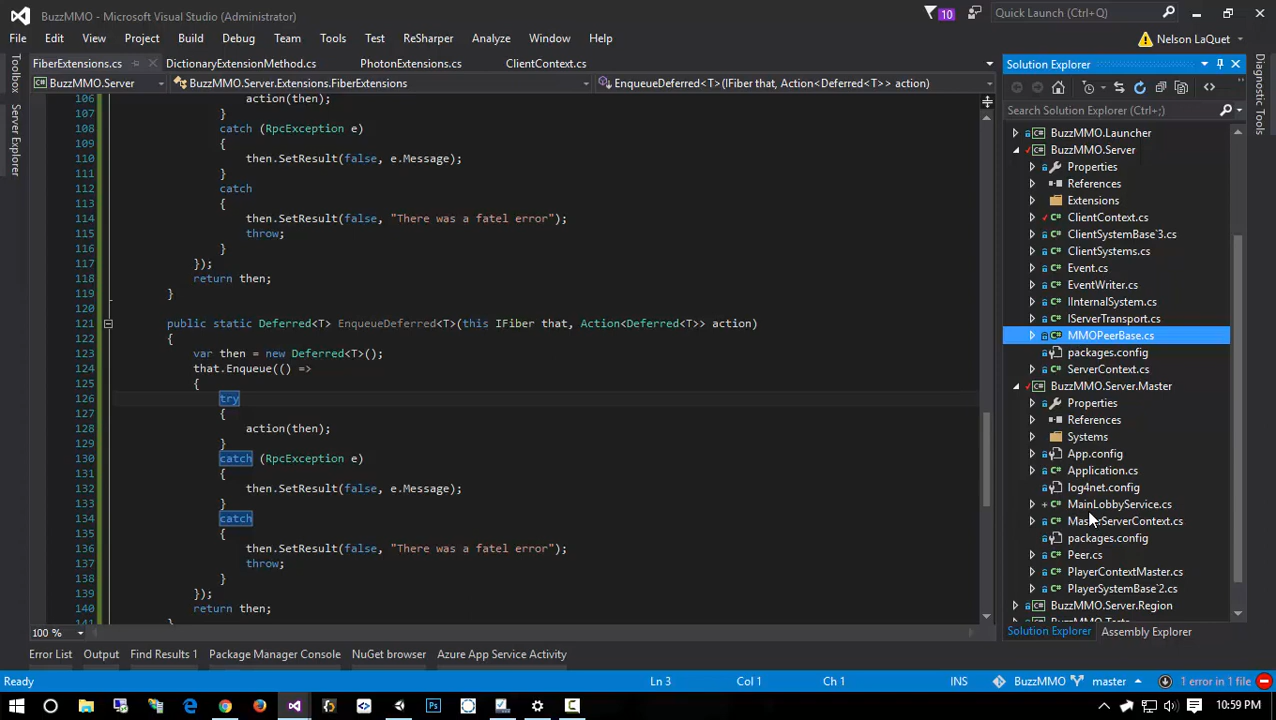 BuzzMMO - Microsoft Visual Studio (Administrator)
10
Quick Launch (Ctrl+Q)
File Edit View Project Build Debug Team Tools Test ReSharper Analyze Window Help
Nelson LaQuet
FiberExtensions.cs DictionaryExtensionMethod.cs PhotonExtensions.cs ClientContext.cs
BuzzMMO.Server
BuzzMMO.Server.Extensions.FiberExtensions
EnqueueDeferred<T>(IFiber that, Action<Deferred<T>> action)
Toolbox
Server Explorer
106 action(then);
107 }
108 catch (RpcException e)
109 {
110 then.SetResult(false, e.Message);
111 }
112 catch
113 {
114 then.SetResult(false, "There was a fatel error");
115 throw;
116 }
117 });
118 return then;
119 }
120
121 public static Deferred<T> EnqueueDeferred<T>(this IFiber that, Action<Deferred<T>> action)
122 {
123 var then = new Deferred<T>();
124 that.Enqueue(() =>
125 {
126 try
127 {
128 action(then);
129 }
130 catch (RpcException e)
131 {
132 then.SetResult(false, e.Message);
133 }
134 catch
135 {
136 then.SetResult(false, "There was a fatel error");
137 throw;
138 }
139 });
140 return then;
141 }
100 %
Solution Explorer
Search Solution Explorer (Ctrl+;)
BuzzMMO.Launcher
BuzzMMO.Server
Properties
References
Extensions
ClientContext.cs
ClientSystemBase`3.cs
ClientSystems.cs
Event.cs
EventWriter.cs
IInternalSystem.cs
IServerTransport.cs
MMOPeerBase.cs
packages.config
ServerContext.cs
BuzzMMO.Server.Master
Properties
References
Systems
App.config
Application.cs
log4net.config
MainLobbyService.cs
MasterServerContext.cs
packages.config
Peer.cs
PlayerContextMaster.cs
PlayerSystemBase`2.cs
BuzzMMO.Server.Region
BuzzMMO.Tests
Solution Explorer Assembly Explorer
Diagnostic Tools
Error List Output Find Results 1 Package Manager Console NuGet browser Azure App Service Activity
Ready Ln 3 Col 1 Ch 1 INS BuzzMMO master 1 error in 1 file
10:59 PM